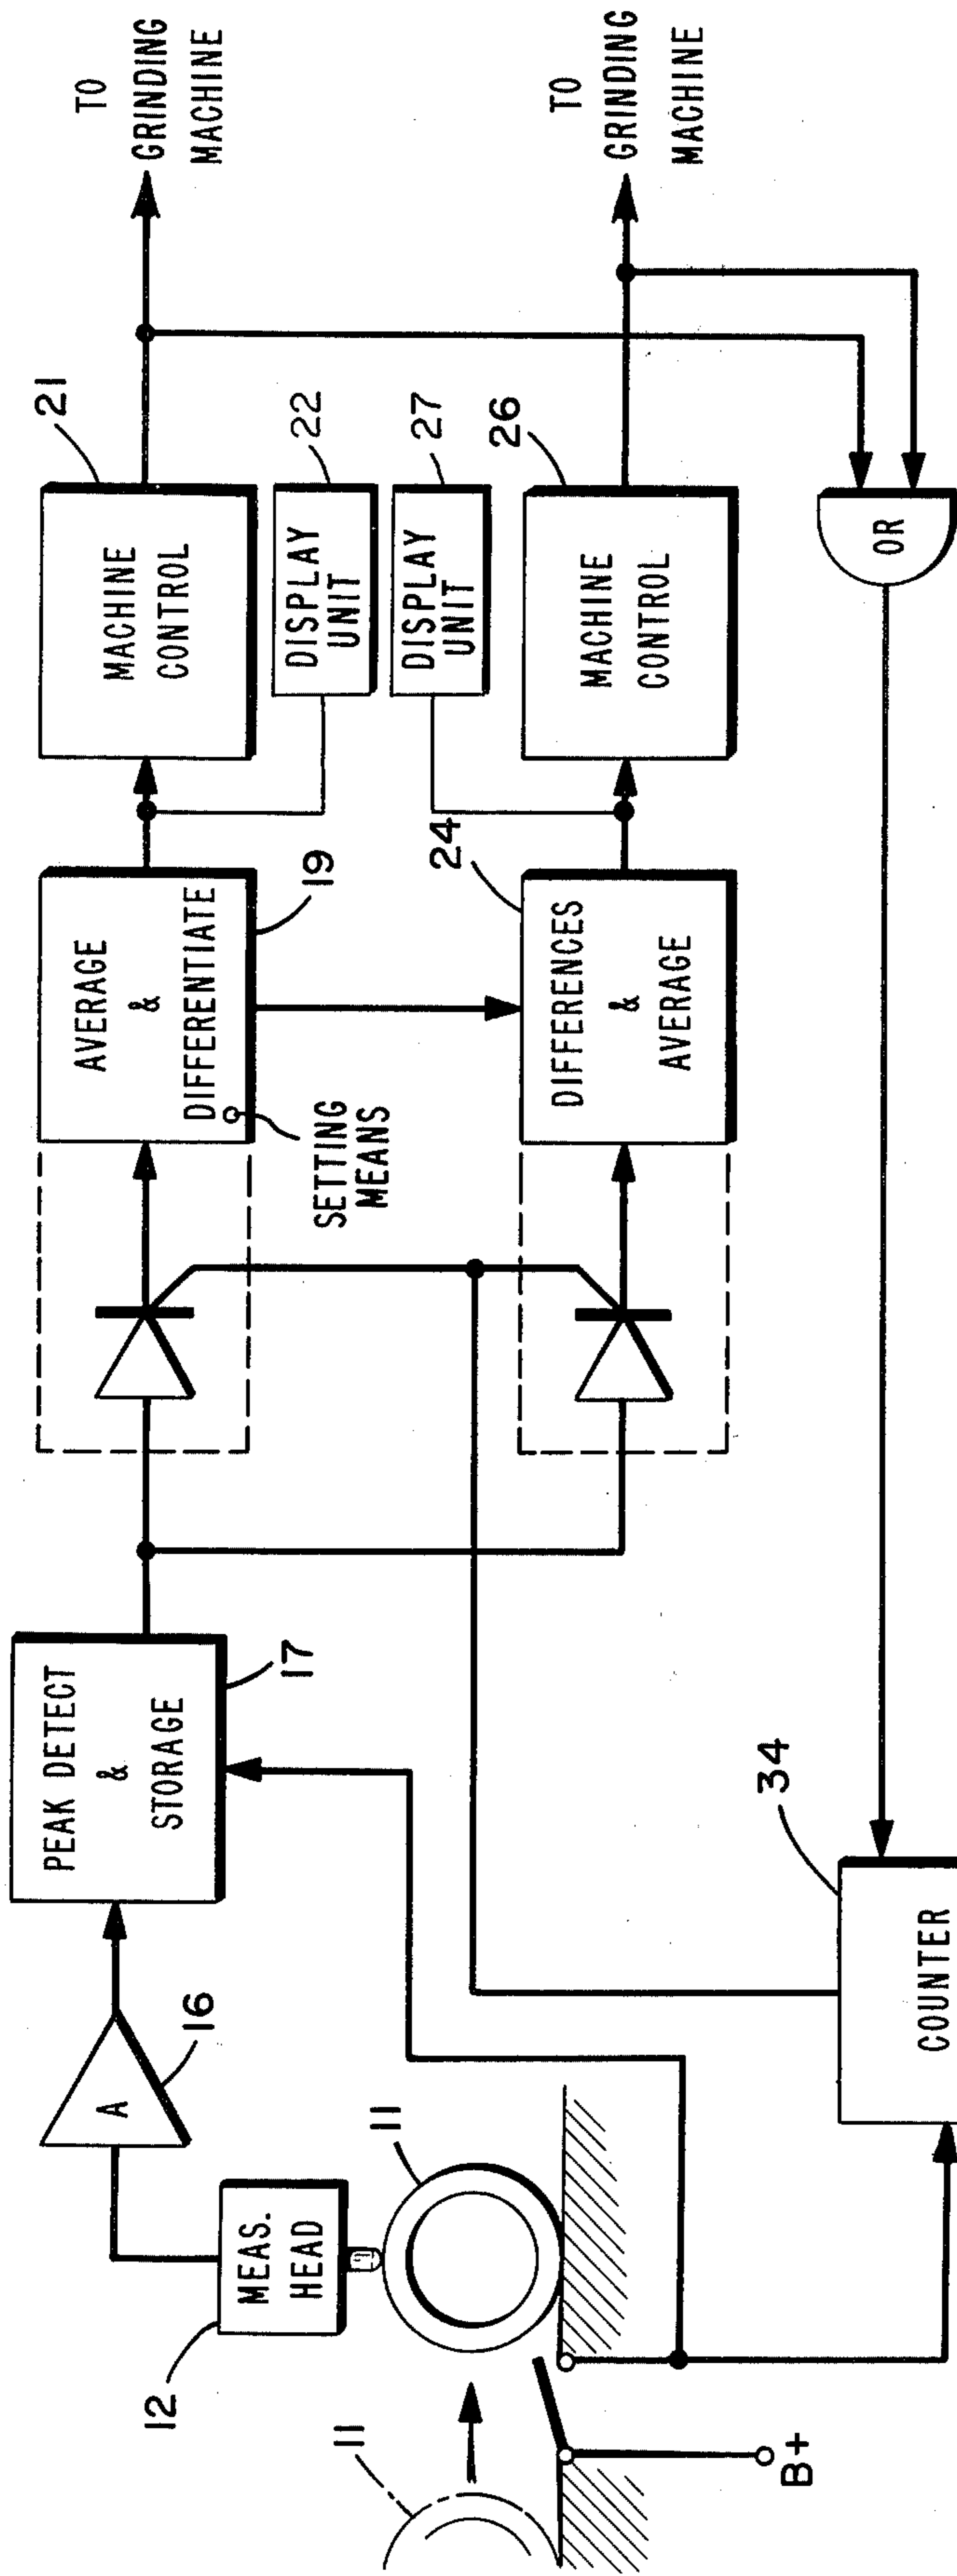 MEAS.
HEAD
12
11
11
B+
A
16
PEAK DETECT
&
STORAGE
17
COUNTER
34
AVERAGE
&
DIFFERENTIATE
19
SETTING
MEANS
DIFFERENCES
&
AVERAGE
24
MACHINE
CONTROL
21
DISPLAY
UNIT
22
DISPLAY
UNIT
27
MACHINE
CONTROL
26
OR
TO
GRINDING
MACHINE
TO
GRINDING
MACHINE